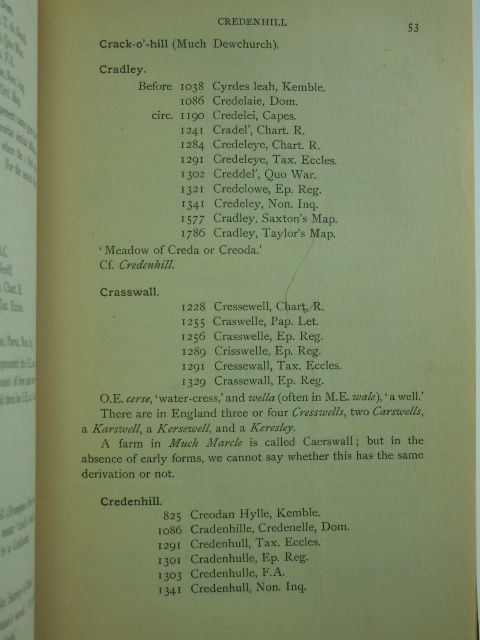 CREDENHILL
53
Crack-o'-hill (Much Dewchurch).
Cradley.
Before 1038 Cyrdes leah, Kemble.
1086 Credelaie, Dom.
circ. 1190 Credelei, Capes.
1241 Cradel', Chart. R.
1284 Credeleye, Chart. R.
1291 Credeleye, Tax. Eccles.
1302 Creddel', Quo War.
1321 Credelowe, Ep. Reg.
1341 Credeley, Non. Inq.
1577 Cradley, Saxton's Map.
1786 Cradley, Taylor's Map.
'Meadow of Creda or Creoda.'
Cf. Credenhill.
Crasswall.
1228 Cressewell, Chart. R.
1255 Craswelle, Pap. Let.
1256 Crasswelle, Ep. Reg.
1289 Crisswelle, Ep. Reg.
1291 Cressewall, Tax. Eccles.
1329 Crassewall, Ep. Reg.
O.E. cerse, 'water-cress,' and wella (often in M.E. wale), 'a well.'
There are in England three or four Cresswells, two Carswells,
a Karswell, a Kersewell, and a Keresley.
A farm in Much Marcle is called Caerswall; but in the
absence of early forms, we cannot say whether this has the same
derivation or not.
Credenhill.
825 Creodan Hylle, Kemble.
1086 Cradenhille, Credenelle, Dom.
1291 Credenhull, Tax. Eccles.
1301 Cradenhulle, Ep. Reg.
1303 Credenhulle, F.A.
1341 Credenhull, Non. Inq.